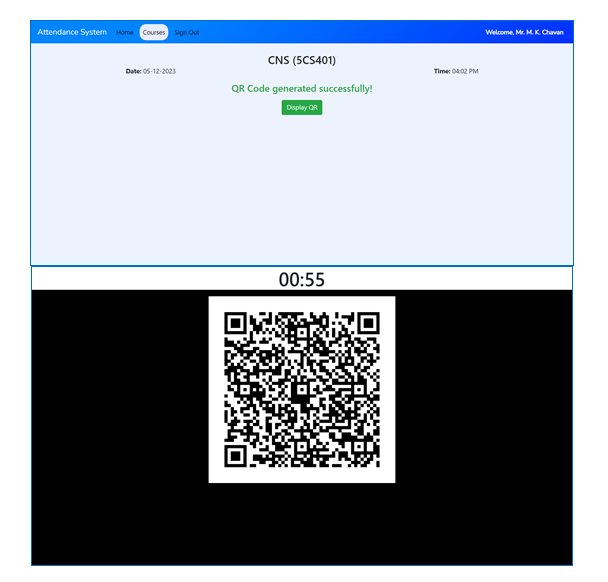 Attendance System Home Courses Sign Out Welcome, Mr. M. K. Chavan
CNS (5CS401)
Date: 05-12-2023 Time: 04:02 PM
QR Code generated successfully!
Display QR
00:55